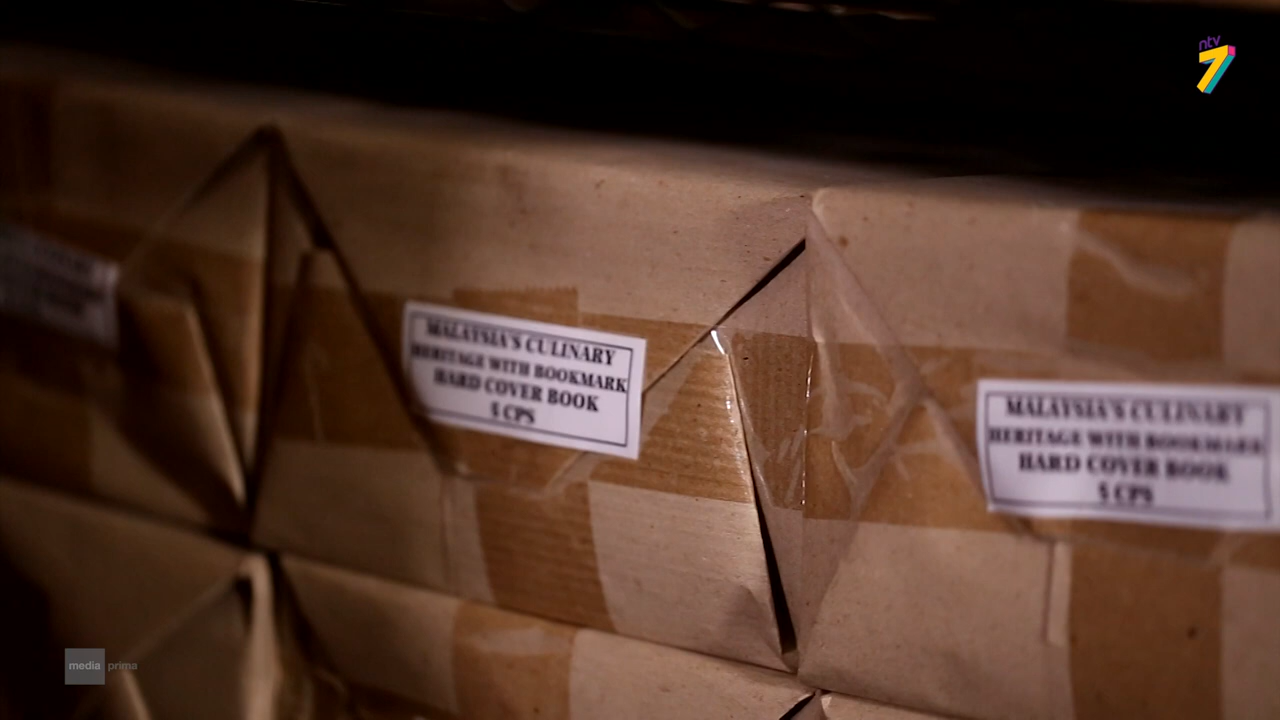 ntv
7
MALAYSIA'S CULINARY
HERITAGE WITH BOOKMARK
HARD COVER BOOK
5 CPS
MALAYSIA'S CULINARY
HERITAGE WITH BOOKMARK
HARD COVER BOOK
5 CPS
media prima